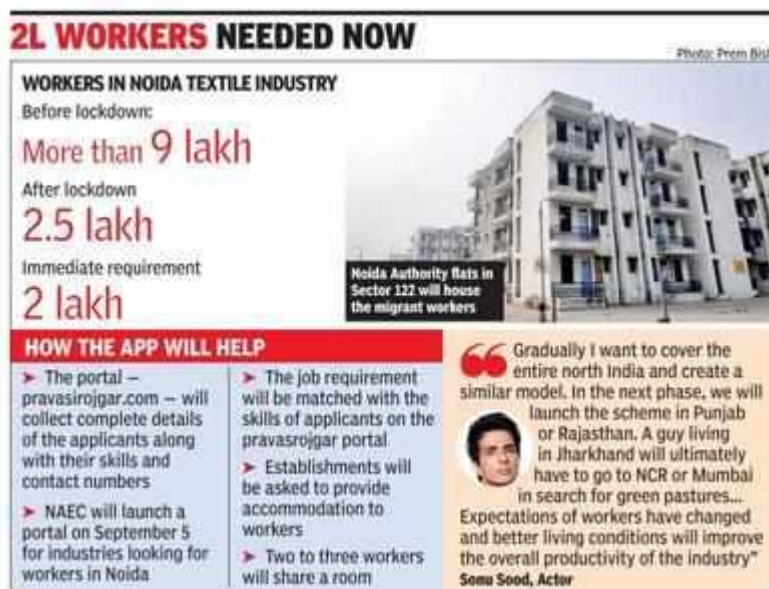 2L WORKERS NEEDED NOW
Photo: Prem
WORKERS IN NOIDA TEXTILE INDUSTRY
Before lockdown:
More than 9 lakh
After lockdown
2.5 lakh
Immediate requirement
2 lakh
Noida Authority flats in
Sector 122 will house
the migrant workers
HOW THE APP WILL HELP
➤ The portal —
pravasirojgar.com — will
collect complete details
of the applicants along
with their skills and
contact numbers
➤ NAEC will launch a
portal on September 5
for industries looking for
workers in Noida
➤ The job requirement
will be matched with the
skills of applicants on the
pravasrojgar portal
➤ Establishments will
be asked to provide
accommodation to
workers
➤ Two to three workers
will share a room
“Gradually I want to cover the
entire north India and create a
similar model. In the next phase, we will
launch the scheme in Punjab
or Rajasthan. A guy living
in Jharkhand will ultimately
have to go to NCR or Mumbai
in search for green pastures...
Expectations of workers have changed
and better living conditions will improve
the overall productivity of the industry”
Sonu Sood, Actor